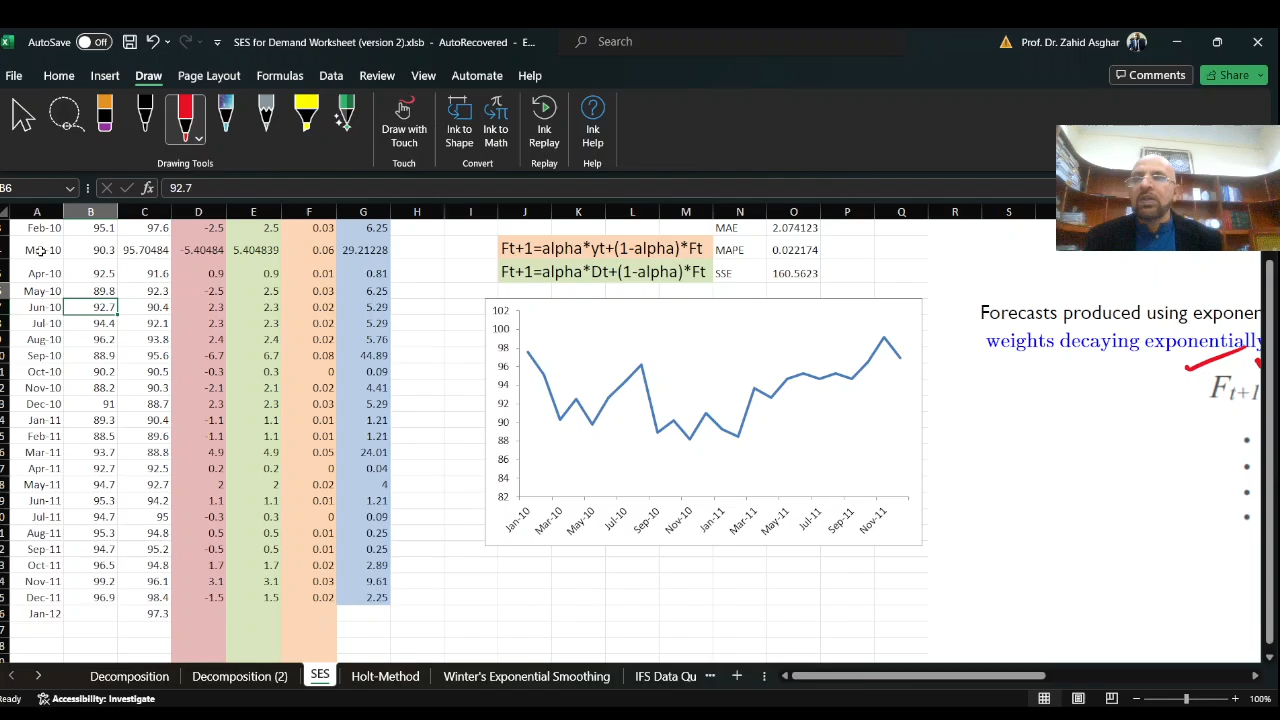 AutoSave Off SES for Demand Worksheet (version 2).xlsb - AutoRecovered - E... Search Prof. Dr. Zahid Asghar
File Home Insert Draw Page Layout Formulas Data Review View Automate Help Comments Share
Draw with Touch
Ink to Shape
Ink to Math
Ink Replay
Ink Help
Drawing Tools Touch Convert Replay Help
B6 fx 92.7
A B C D E F G H I J K L M N O P Q R S
Feb-10 95.1 97.6 -2.5 2.5 0.03 6.25 MAE 2.074123
Mar-10 90.3 95.70484 -5.40484 5.404839 0.06 29.21228 Ft+1=alpha*yt+(1-alpha)*Ft MAPE 0.022174
Apr-10 92.5 91.6 0.9 0.9 0.01 0.81 Ft+1=alpha*Dt+(1-alpha)*Ft SSE 160.5623
May-10 89.8 92.3 -2.5 2.5 0.03 6.25
Jun-10 92.7 90.4 2.3 2.3 0.02 5.29
Jul-10 94.4 92.1 2.3 2.3 0.02 5.29
Aug-10 96.2 93.8 2.4 2.4 0.02 5.76
Sep-10 88.9 95.6 -6.7 6.7 0.08 44.89
Oct-10 90.2 90.5 -0.3 0.3 0 0.09
Nov-10 88.2 90.3 -2.1 2.1 0.02 4.41
Dec-10 91 88.7 2.3 2.3 0.03 5.29
Jan-11 89.3 90.4 -1.1 1.1 0.01 1.21
Feb-11 88.5 89.6 -1.1 1.1 0.01 1.21
Mar-11 93.7 88.8 4.9 4.9 0.05 24.01
Apr-11 92.7 92.5 0.2 0.2 0 0.04
May-11 94.7 92.7 2 2 0.02 4
Jun-11 95.3 94.2 1.1 1.1 0.01 1.21
Jul-11 94.7 95 -0.3 0.3 0 0.09
Aug-11 95.3 94.8 0.5 0.5 0.01 0.25
Sep-11 94.7 95.2 -0.5 0.5 0.01 0.25
Oct-11 96.5 94.8 1.7 1.7 0.02 2.89
Nov-11 99.2 96.1 3.1 3.1 0.03 9.61
Dec-11 96.9 98.4 -1.5 1.5 0.02 2.25
Jan-12 97.3
102
100
98
96
94
92
90
88
86
84
82
Jan-10 Mar-10 May-10 Jul-10 Sep-10 Nov-10 Jan-11 Mar-11 May-11 Jul-11 Sep-11 Nov-11
Forecasts produced using exponen
weights decaying exponentially
Ft+1
Decomposition Decomposition (2) SES Holt-Method Winter's Exponential Smoothing IFS Data Qu ...
Ready Accessibility: Investigate 100%